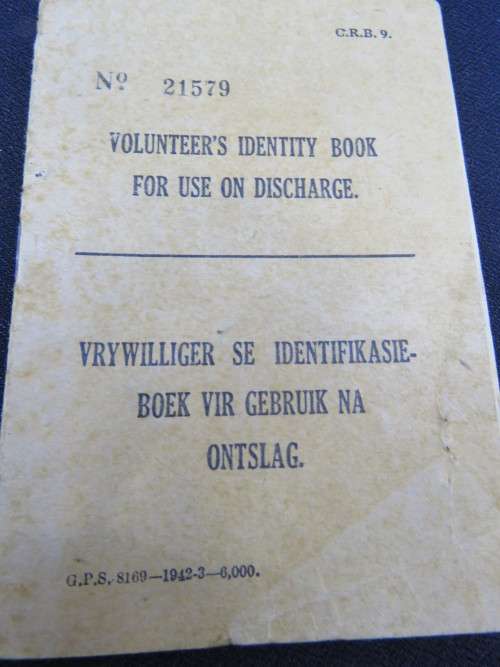 C.R.B. 9.
Nº 21579
VOLUNTEER'S IDENTITY BOOK
FOR USE ON DISCHARGE.
VRYWILLIGER SE IDENTIFIKASIE-
BOEK VIR GEBRUIK NA
ONTSLAG.
G.P.S. 8169—1942-3—6,000.